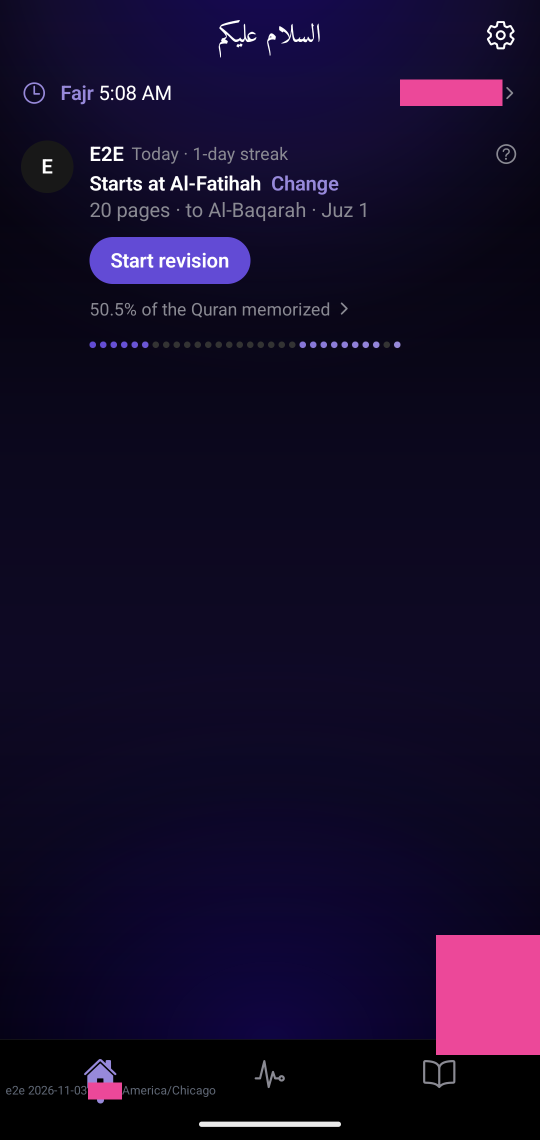 السلام عليكم
Fajr 5:08 AM
E E2E Today · 1-day streak ?
Starts at Al-Fatihah Change
20 pages · to Al-Baqarah · Juz 1
Start revision
50.5% of the Quran memorized
e2e 2026-11-03 America/Chicago